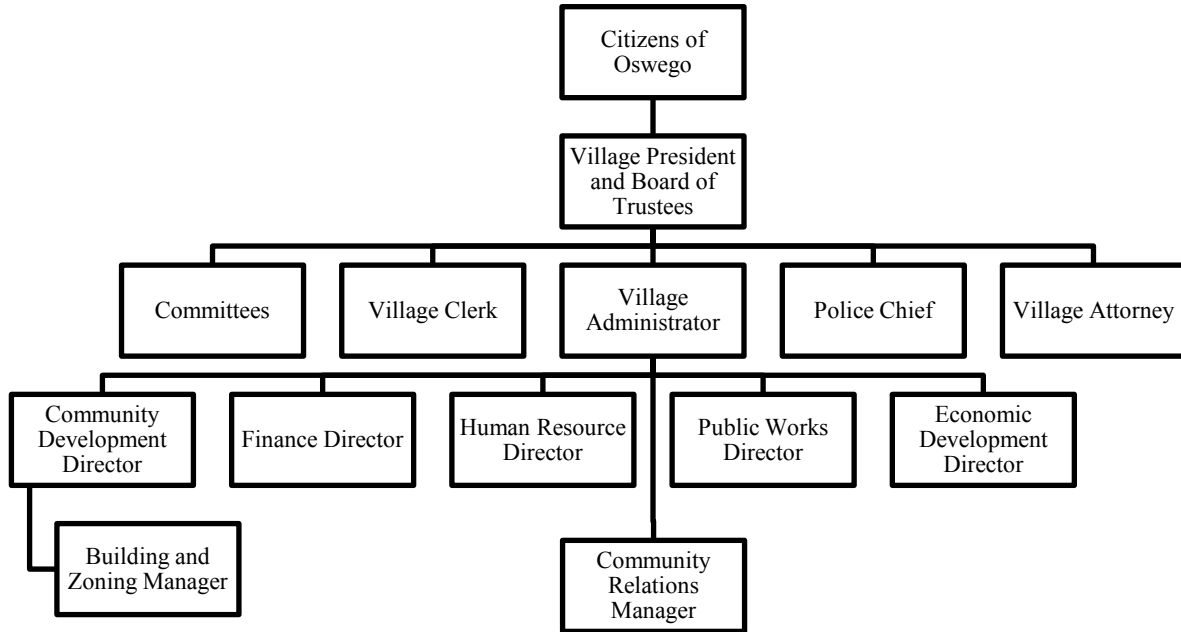 Citizens of
Oswego
Village President
and Board of
Trustees
Committees
Village Clerk
Village
Administrator
Police Chief
Village Attorney
Community
Development
Director
Finance Director
Human Resource
Director
Public Works
Director
Economic
Development
Director
Building and
Zoning Manager
Community
Relations
Manager